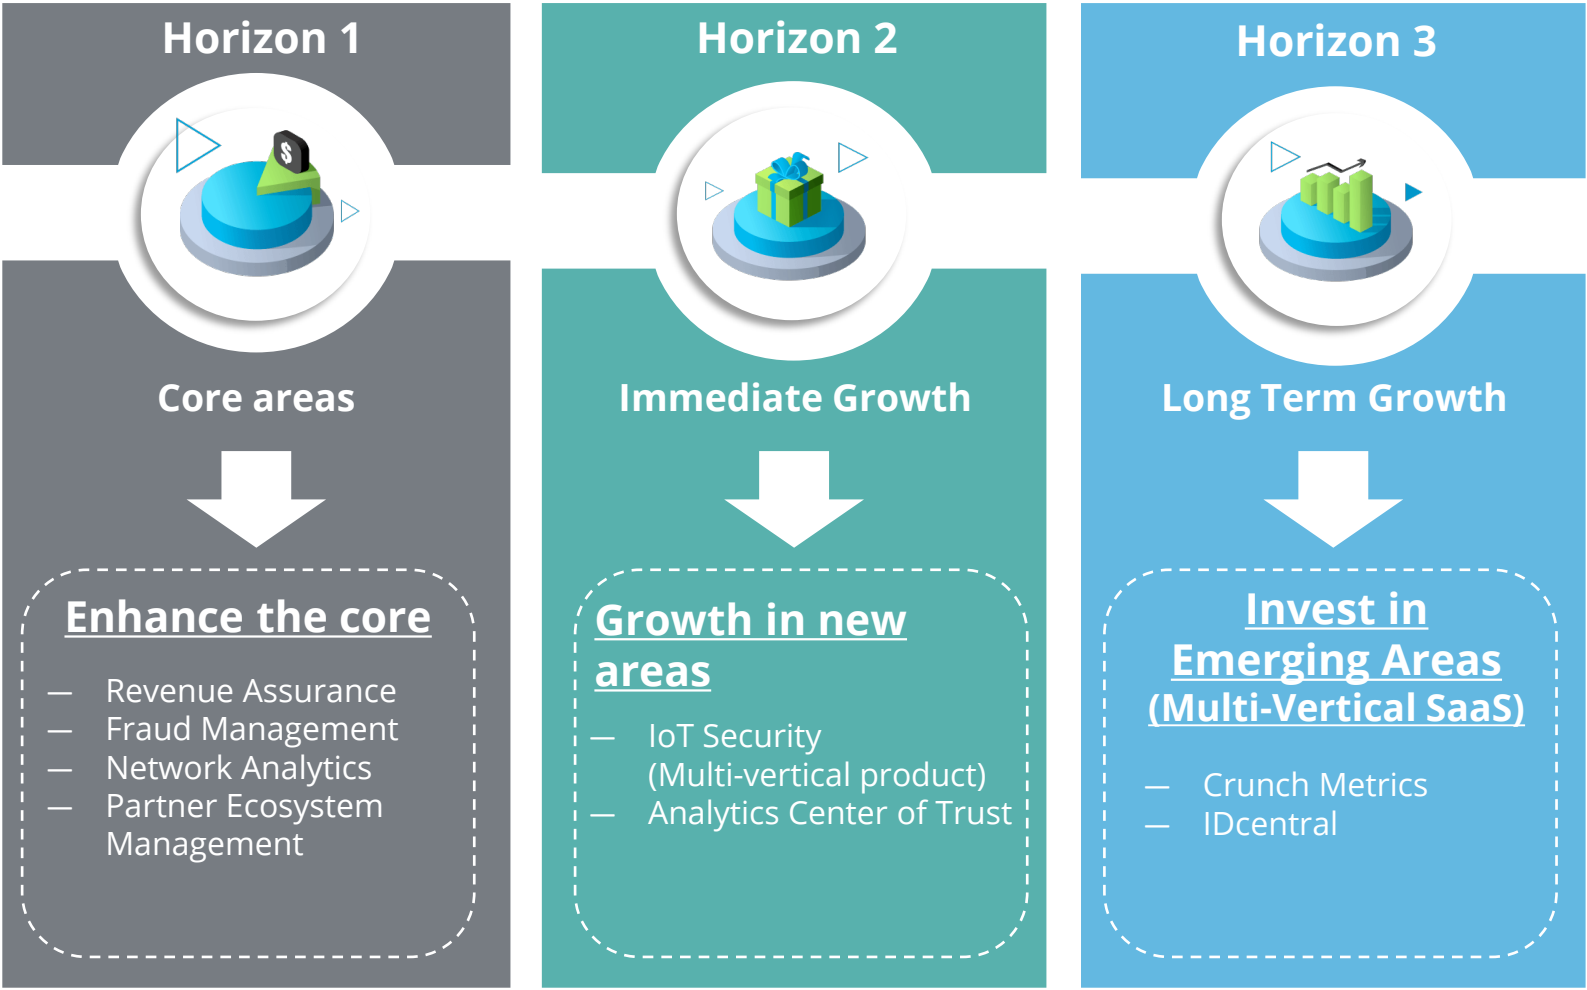 Horizon 1
$
Core areas
Enhance the core
— Revenue Assurance
— Fraud Management
— Network Analytics
— Partner Ecosystem
Management
Horizon 2
Immediate Growth
Growth in new
areas
— IoT Security
(Multi-vertical product)
— Analytics Center of Trust
Horizon 3
Long Term Growth
Invest in
Emerging Areas
(Multi-Vertical SaaS)
— Crunch Metrics
— IDcentral